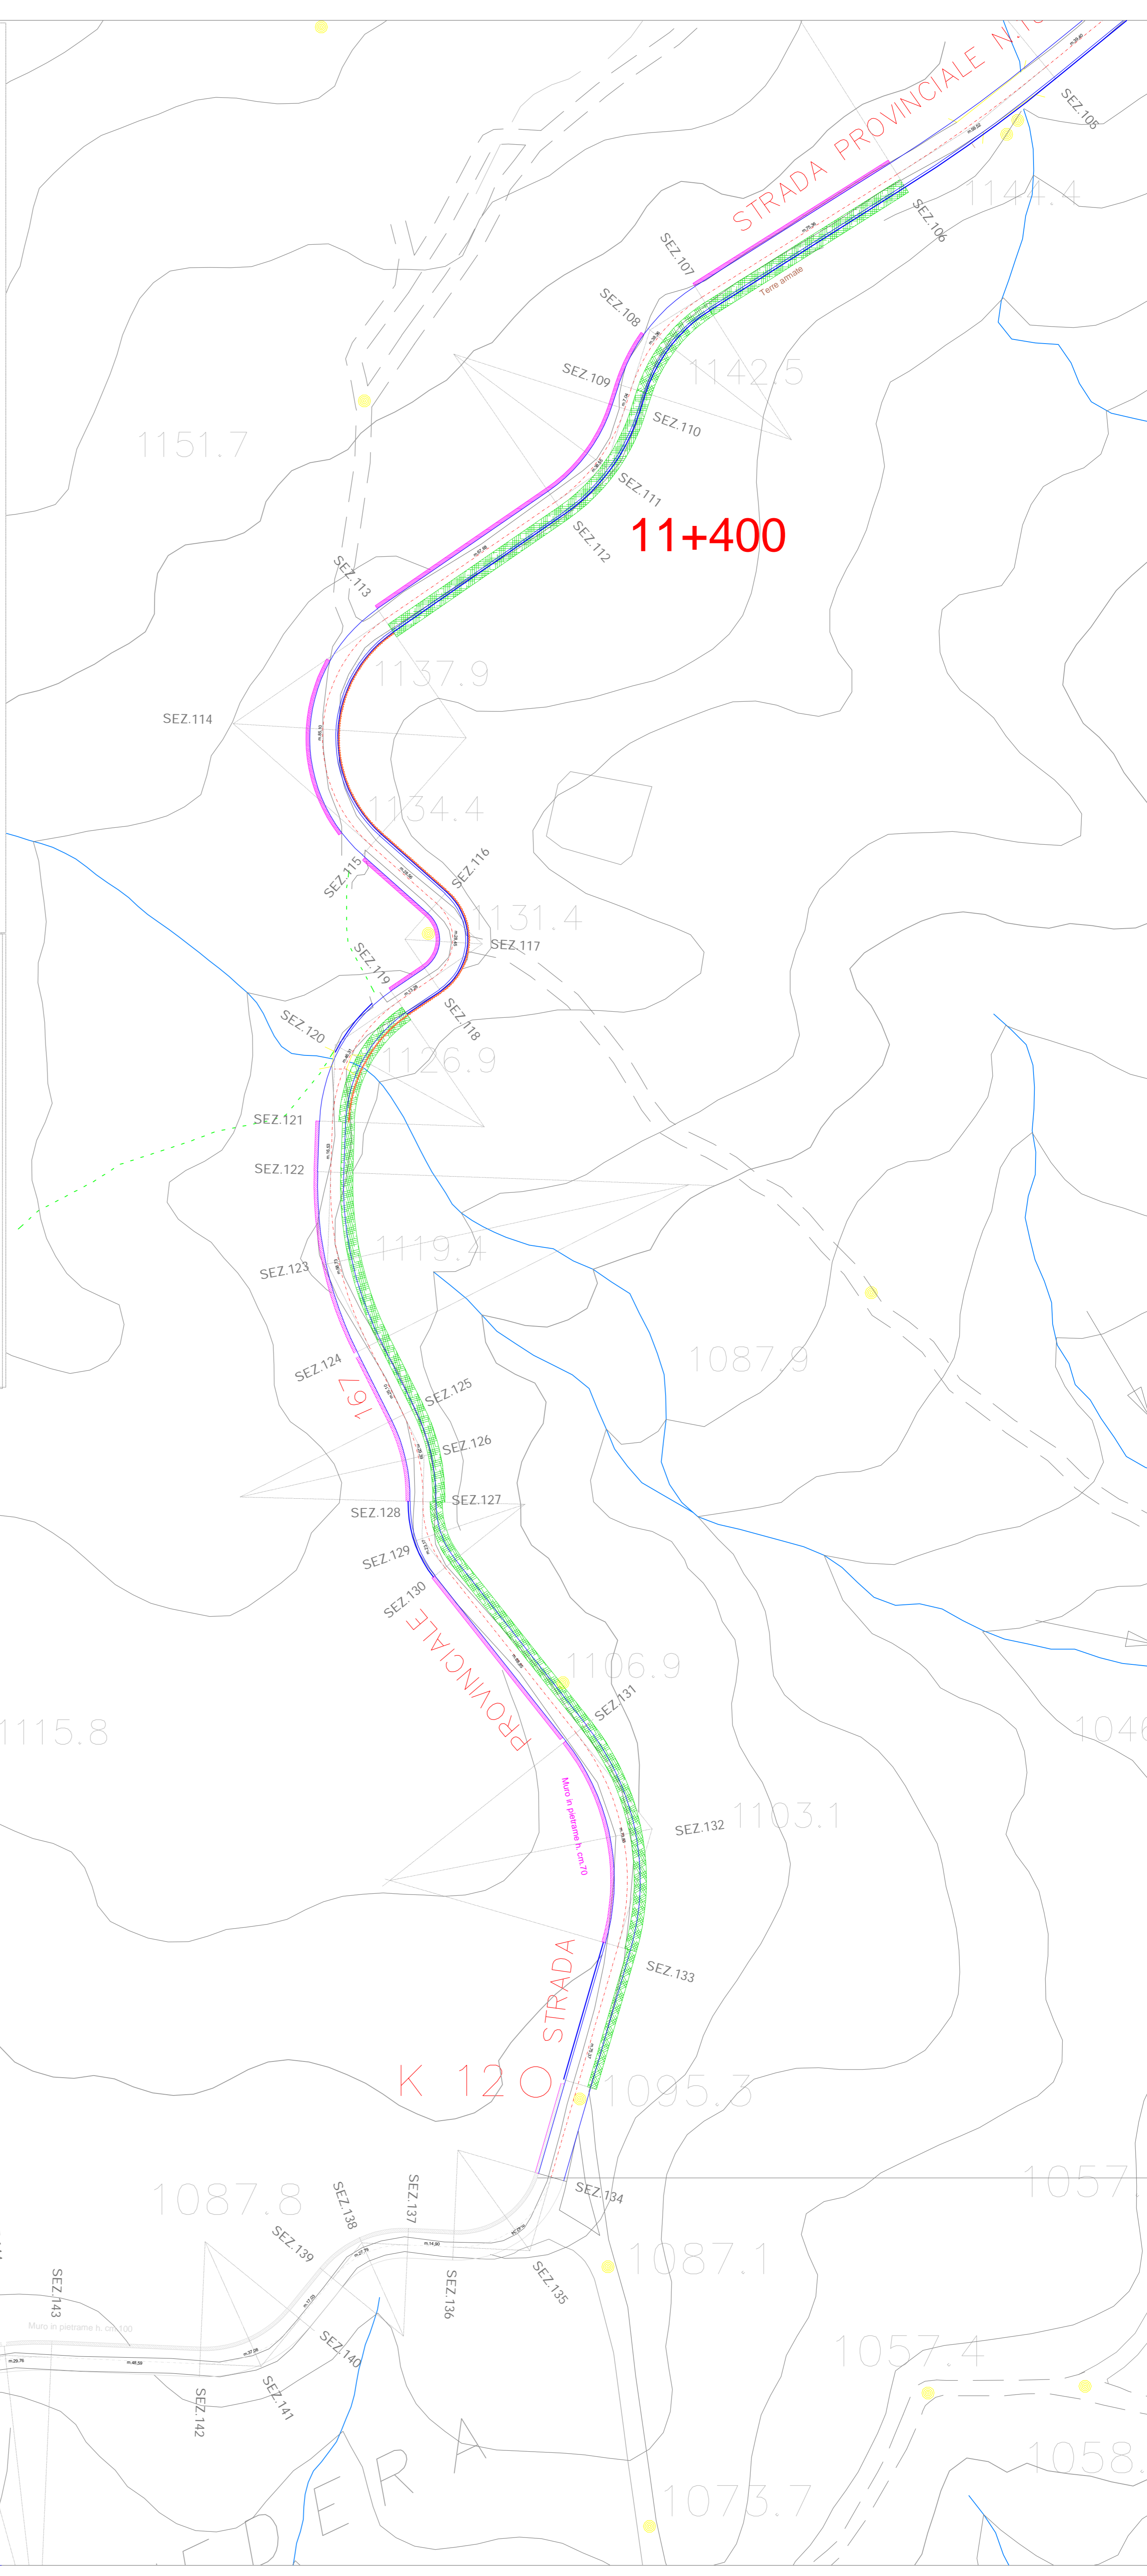 STRADA PROVINCIALE
SEZ.105
SEZ.106
1144.4
SEZ.107
Terre armate
SEZ.108
1142.5
SEZ.109
SEZ.110
1151.7
SEZ.111
11+400
SEZ.112
SEZ.113
1137.9
SEZ.114
1134.4
SEZ.115
SEZ.116
1131.4
SEZ.117
SEZ.119
SEZ.118
SEZ.120
1126.9
SEZ.121
SEZ.122
1119.4
SEZ.123
1087.9
SEZ.124
SEZ.125
167
SEZ.126
SEZ.127
SEZ.128
SEZ.129
SEZ.130
PROVINCIALE
1106.9
SEZ.131
1115.8
Muro in pietrame h. cm.70
SEZ.132
1103.1
SEZ.133
STRADA
K 12
1095.3
1087.8
SEZ.134
SEZ.137
SEZ.138
SEZ.139
m.14,90
SEZ.135
SEZ.136
1087.1
SEZ.143
Muro in pietrame h. cm.100
SEZ.140
SEZ.141
SEZ.142
1057.4
1073.7
E R A